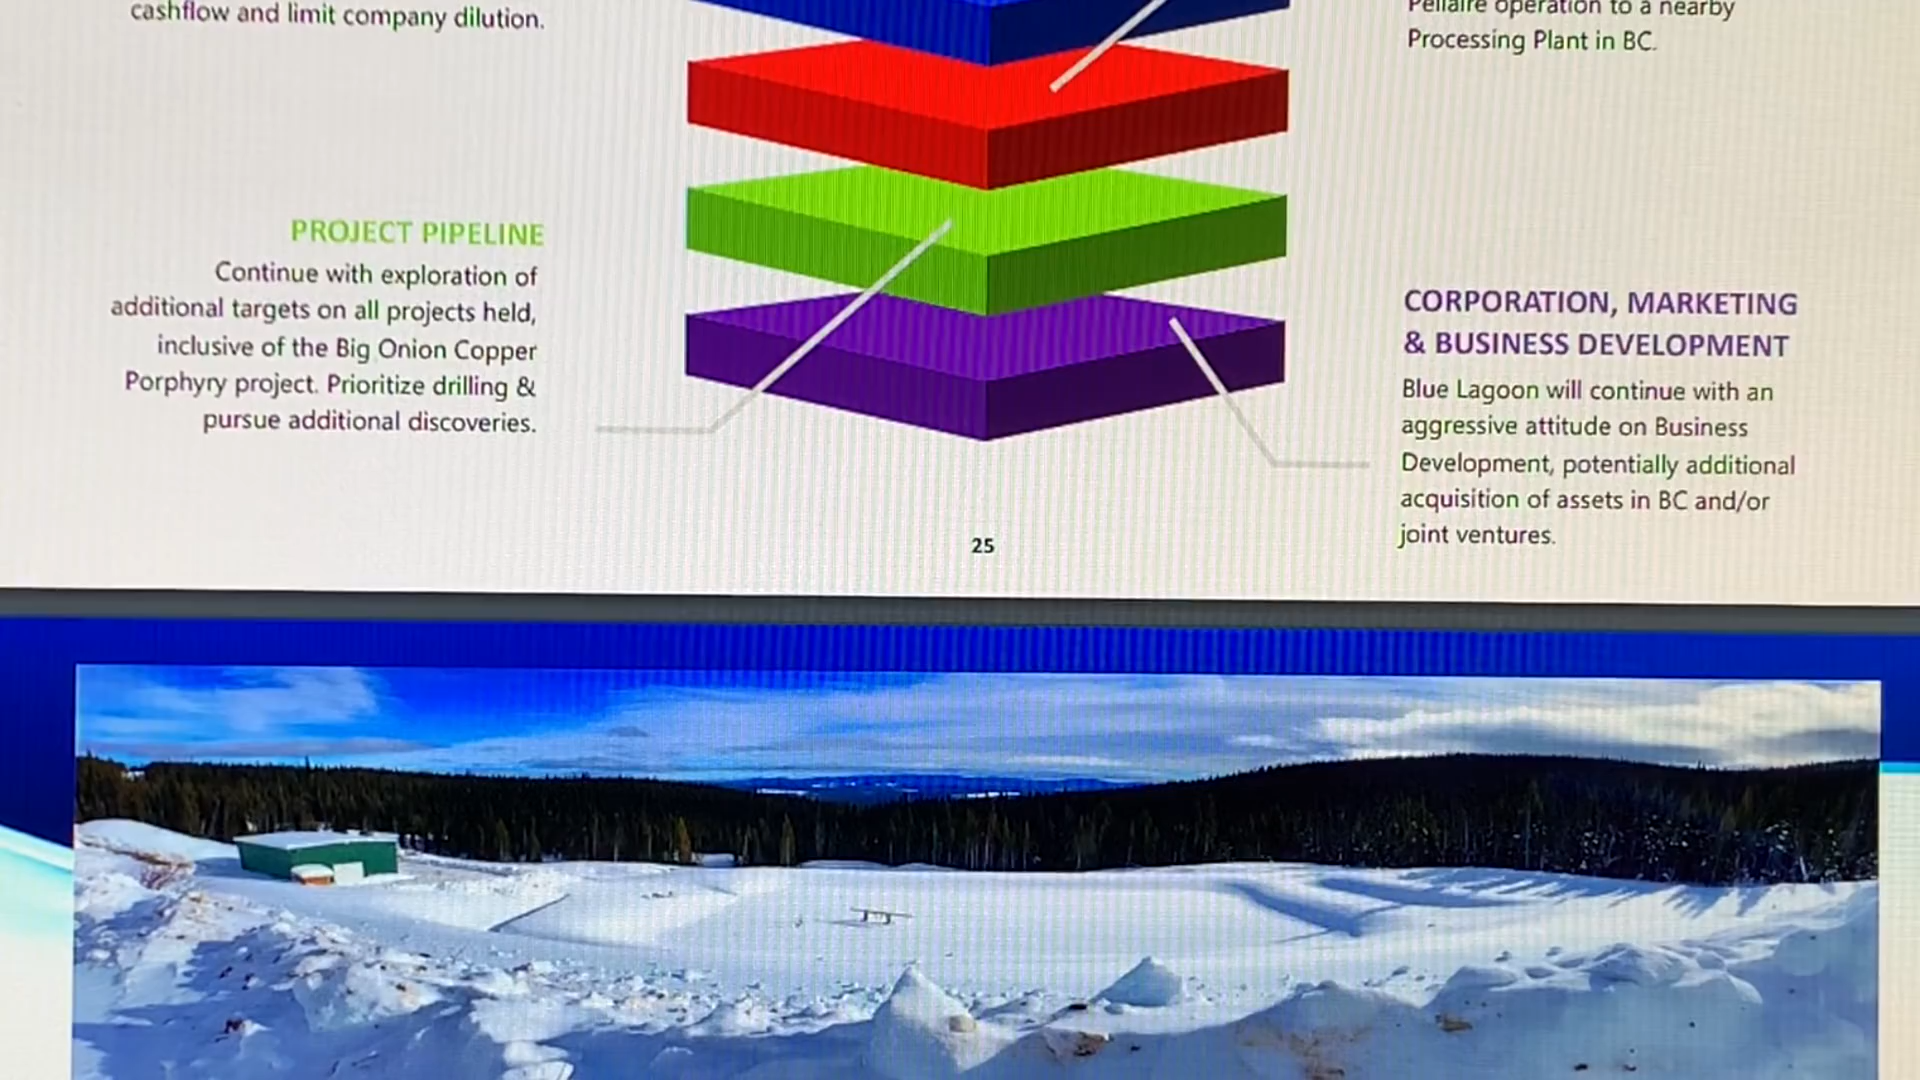 cashflow and limit company dilution.
Pellaire operation to a nearby
Processing Plant in BC.
PROJECT PIPELINE
Continue with exploration of
additional targets on all projects held,
inclusive of the Big Onion Copper
Porphyry project. Prioritize drilling &
pursue additional discoveries.
CORPORATION, MARKETING
& BUSINESS DEVELOPMENT
Blue Lagoon will continue with an
aggressive attitude on Business
Development, potentially additional
acquisition of assets in BC and/or
joint ventures.
25